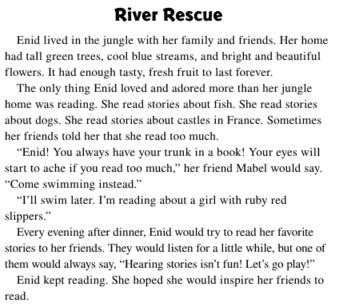 River Rescue
Enid lived in the jungle with her family and friends. Her home
had tall green trees, cool blue streams, and bright and beautiful
flowers. It had enough tasty, fresh fruit to last forever.
The only thing Enid loved and adored more than her jungle
home was reading. She read stories about fish. She read stories
about dogs. She read stories about castles in France. Sometimes
her friends told her that she read too much.
“Enid! You always have your trunk in a book! Your eyes will
start to ache if you read too much,” her friend Mabel would say.
“Come swimming instead.”
“I’ll swim later. I’m reading about a girl with ruby red
slippers.”
Every evening after dinner, Enid would try to read her favorite
stories to her friends. They would listen for a little while, but one of
them would always say, “Hearing stories isn’t fun! Let’s go play!”
Enid kept reading. She hoped she would inspire her friends to
read.